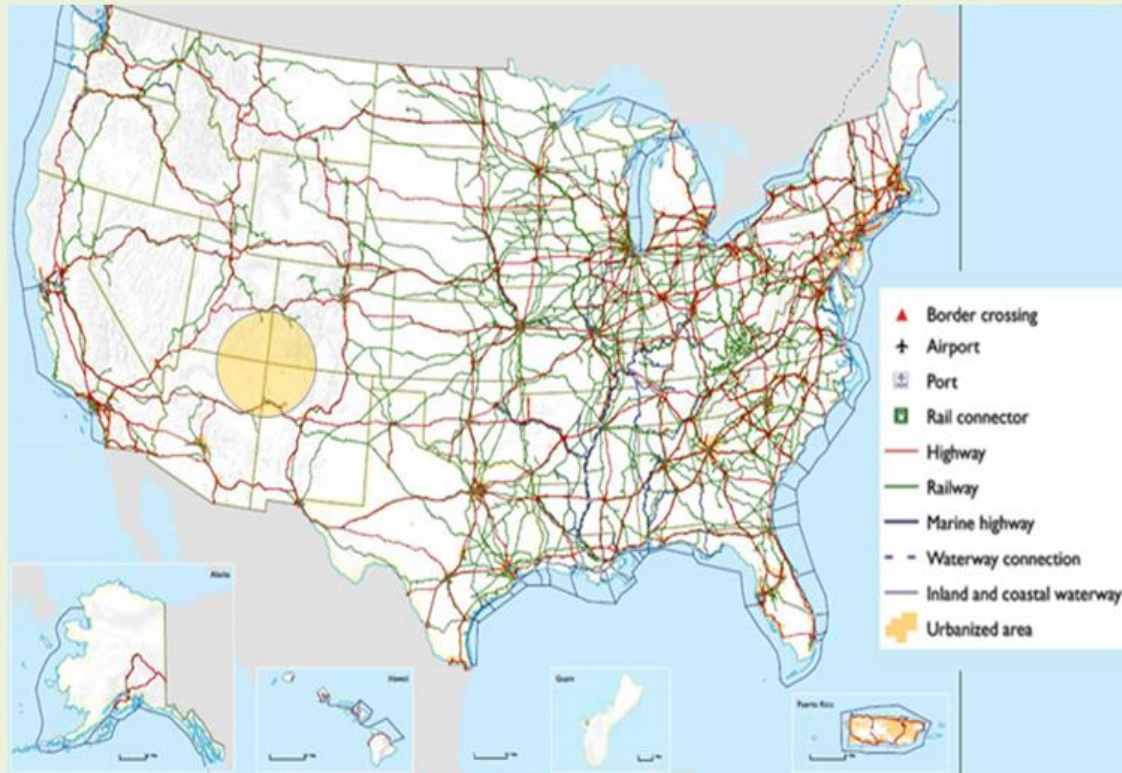 Border crossing
Airport
Port
Rail connector
Highway
Railway
Marine highway
Waterway connection
Inland and coastal waterway
Urbanized area
Alaska
Hawaii
Guam
Puerto Rico